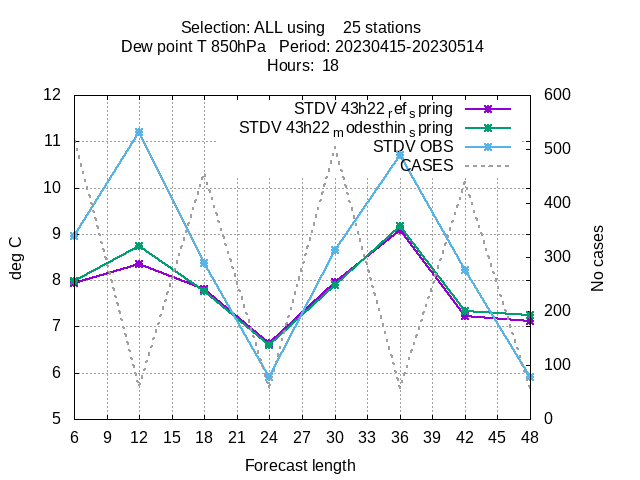 Selection: ALL using    25 stations
Dew point T 850hPa   Period: 20230415-20230514
Hours:  18
STDV 43h22 ref spring
STDV 43h22 modesthin spring
STDV OBS
CASES
12
11
10
9
8
7
6
5
deg C
600
500
400
300
200
100
0
No cases
6 9 12 15 18 21 24 27 30 33 36 39 42 45 48
Forecast length